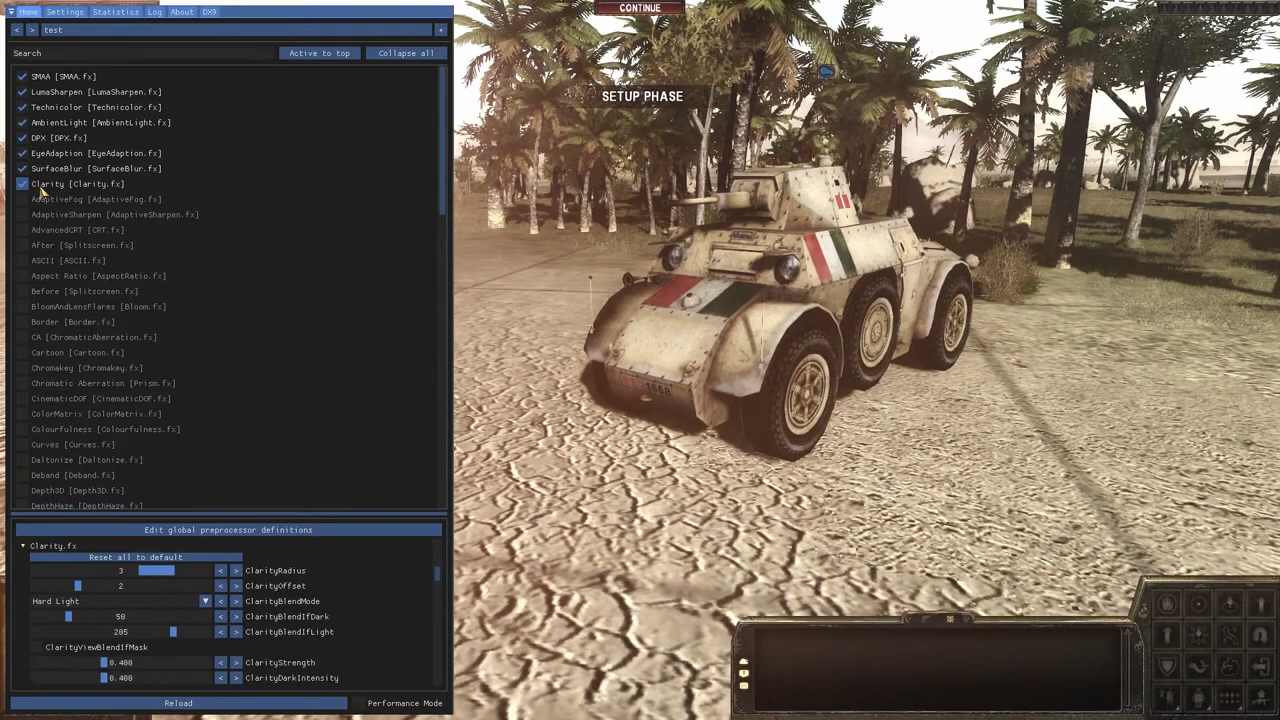 Home Settings Statistics Log About DX9
< > test +
Search Active to top Collapse all
SMAA [SMAA.fx]
LumaSharpen [LumaSharpen.fx]
Technicolor [Technicolor.fx]
AmbientLight [AmbientLight.fx]
DPX [DPX.fx]
EyeAdaption [EyeAdaption.fx]
SurfaceBlur [SurfaceBlur.fx]
Clarity [Clarity.fx]
AdaptiveFog [AdaptiveFog.fx]
AdaptiveSharpen [AdaptiveSharpen.fx]
AdvancedCRT [CRT.fx]
After [Splitscreen.fx]
ASCII [ASCII.fx]
Aspect Ratio [AspectRatio.fx]
Before [Splitscreen.fx]
BloomAndLensFlares [Bloom.fx]
Border [Border.fx]
CA [ChromaticAberration.fx]
Cartoon [Cartoon.fx]
Chromakey [Chromakey.fx]
Chromatic Aberration [Prism.fx]
CinematicDOF [CinematicDOF.fx]
ColorMatrix [ColorMatrix.fx]
Colourfulness [Colourfulness.fx]
Curves [Curves.fx]
Daltonize [Daltonize.fx]
Deband [Deband.fx]
Depth3D [Depth3D.fx]
DepthHaze [DepthHaze.fx]
Edit global preprocessor definitions
Clarity.fx
Reset all to default
3 < > ClarityRadius
2 < > ClarityOffset
Hard Light < > ClarityBlendMode
50 < > ClarityBlendIfDark
205 < > ClarityBlendIfLight
ClarityViewBlendIfMask
0.400 < > ClarityStrength
0.400 < > ClarityDarkIntensity
Reload Performance Mode
CONTINUE
SETUP PHASE